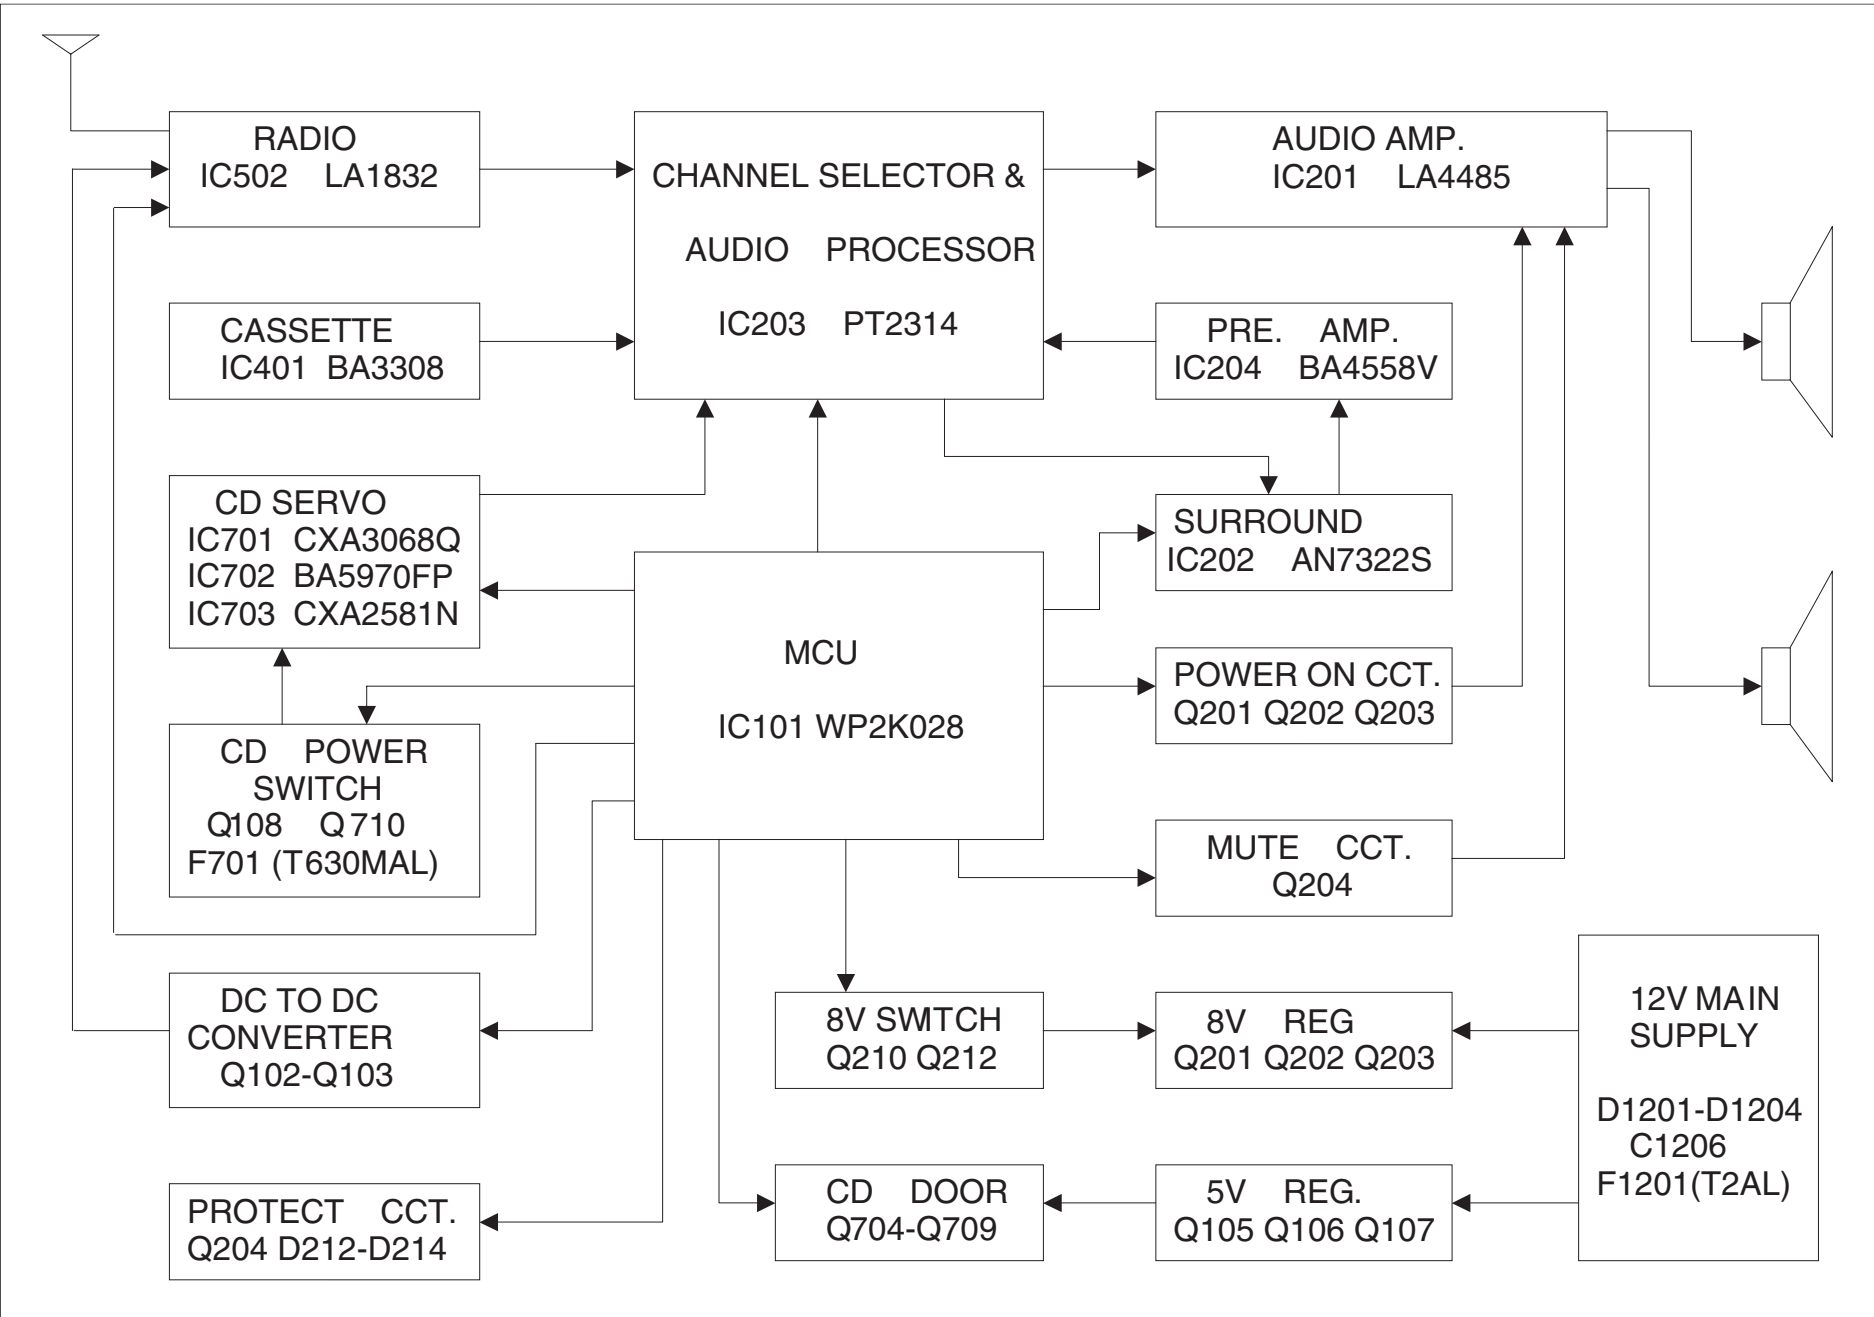 RADIO
IC502 LA1832
CHANNEL SELECTOR &
AUDIO PROCESSOR
IC203 PT2314
AUDIO AMP.
IC201 LA4485
CASSETTE
IC401 BA3308
PRE. AMP.
IC204 BA4558V
CD SERVO
IC701 CXA3068Q
IC702 BA5970FP
IC703 CXA2581N
SURROUND
IC202 AN7322S
MCU
IC101 WP2K028
POWER ON CCT.
Q201 Q202 Q203
CD POWER
SWITCH
Q108 Q710
F701 (T630MAL)
MUTE CCT.
Q204
DC TO DC
CONVERTER
Q102-Q103
8V SWITCH
Q210 Q212
8V REG
Q201 Q202 Q203
12V MAIN
SUPPLY
D1201-D1204
C1206
F1201(T2AL)
PROTECT CCT.
Q204 D212-D214
CD DOOR
Q704-Q709
5V REG.
Q105 Q106 Q107